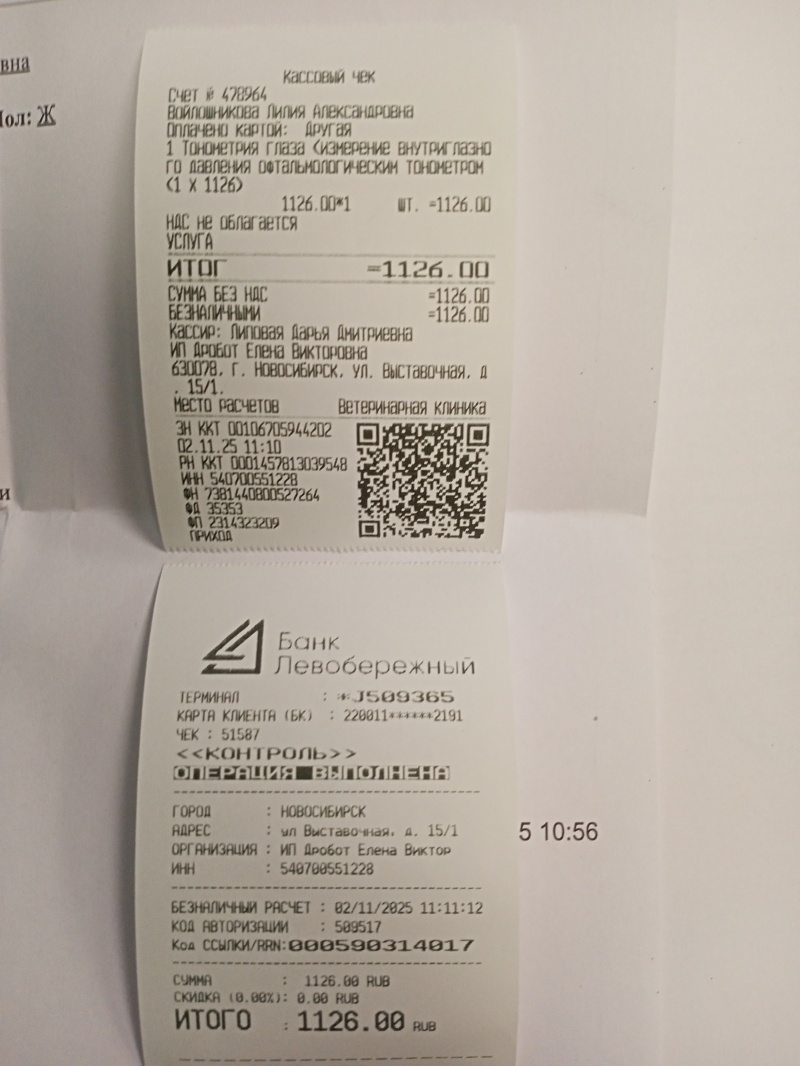 вна
Пол: Ж
Кассовый чек
Счет № 478964
Войлошникова Лилия Александровна
Оплачено картой: Другая
1 Тонометрия глаза (измерение внутриглазно
го давления офтальмологическим тонометром
(1 X 1126)
1126.00*1 шт. =1126.00
НДС не облагается
УСЛУГА
ИТОГ =1126.00
СУММА БЕЗ НДС =1126.00
БЕЗНАЛИЧНЫМИ =1126.00
Кассир: Липовая Дарья Дмитриевна
ИП Дробот Елена Викторовна
630078, г. Новосибирск, ул. Выставочная, д
. 15/1.
Место расчетов Ветеринарная клиника
ЗН ККТ 00106705944202
02.11.25 11:10
РН ККТ 0001457813039548
ИНН 540700551228
ФН 7381440800527264
ФД 35353
ФП 2314323209
ПРИХОД
и
Банк
Левобережный
ТЕРМИНАЛ : *J509365
КАРТА КЛИЕНТА (БК) : 220011******2191
ЧЕК : 51587
<<КОНТРОЛЬ>>
ОПЕРАЦИЯ ВЫПОЛНЕНА
ГОРОД : НОВОСИБИРСК
АДРЕС : ул Выставочная, д. 15/1
5 10:56
ОРГАНИЗАЦИЯ : ИП Дробот Елена Виктор
ИНН : 540700551228
БЕЗНАЛИЧНЫЙ РАСЧЕТ : 02/11/2025 11:11:12
КОД АВТОРИЗАЦИИ : 509517
Код ССЫЛКИ/RRN:000590314017
СУММА : 1126.00 RUB
СКИДКА (0.00%): 0.00 RUB
ИТОГО : 1126.00 RUB